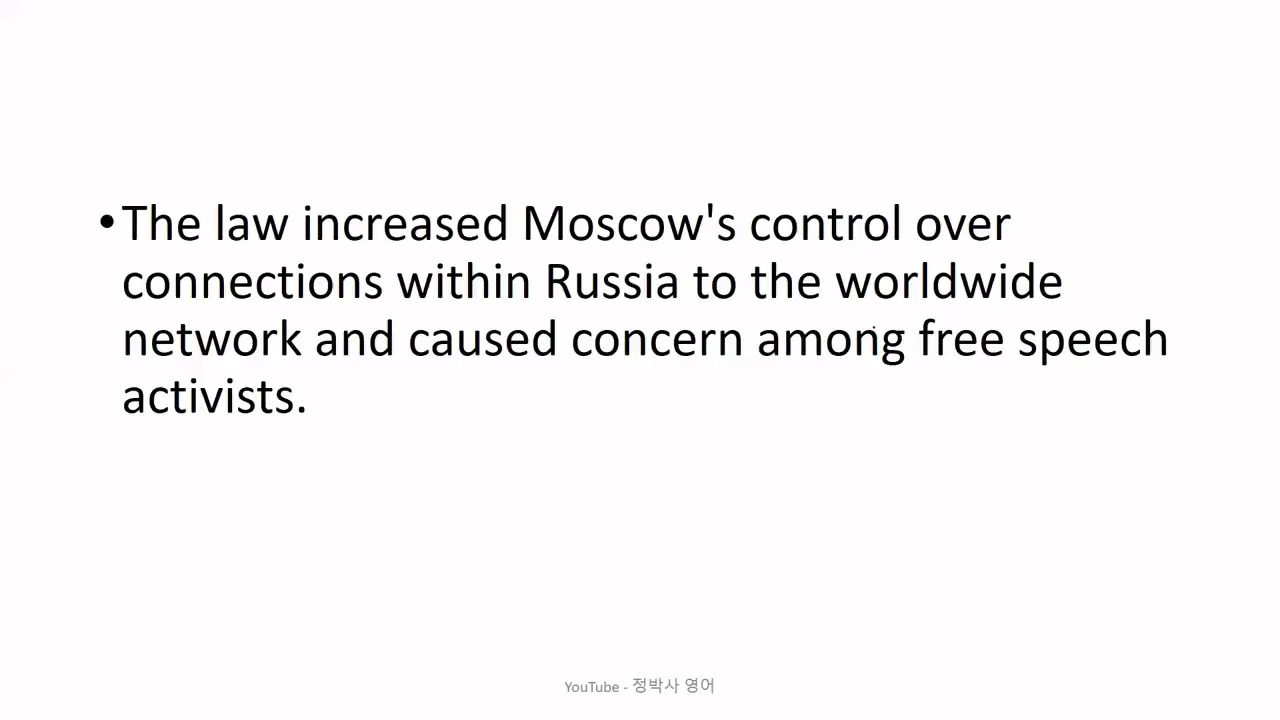 •The law increased Moscow's control over
connections within Russia to the worldwide
network and caused concern among free speech
activists.
YouTube - 정박사 영어